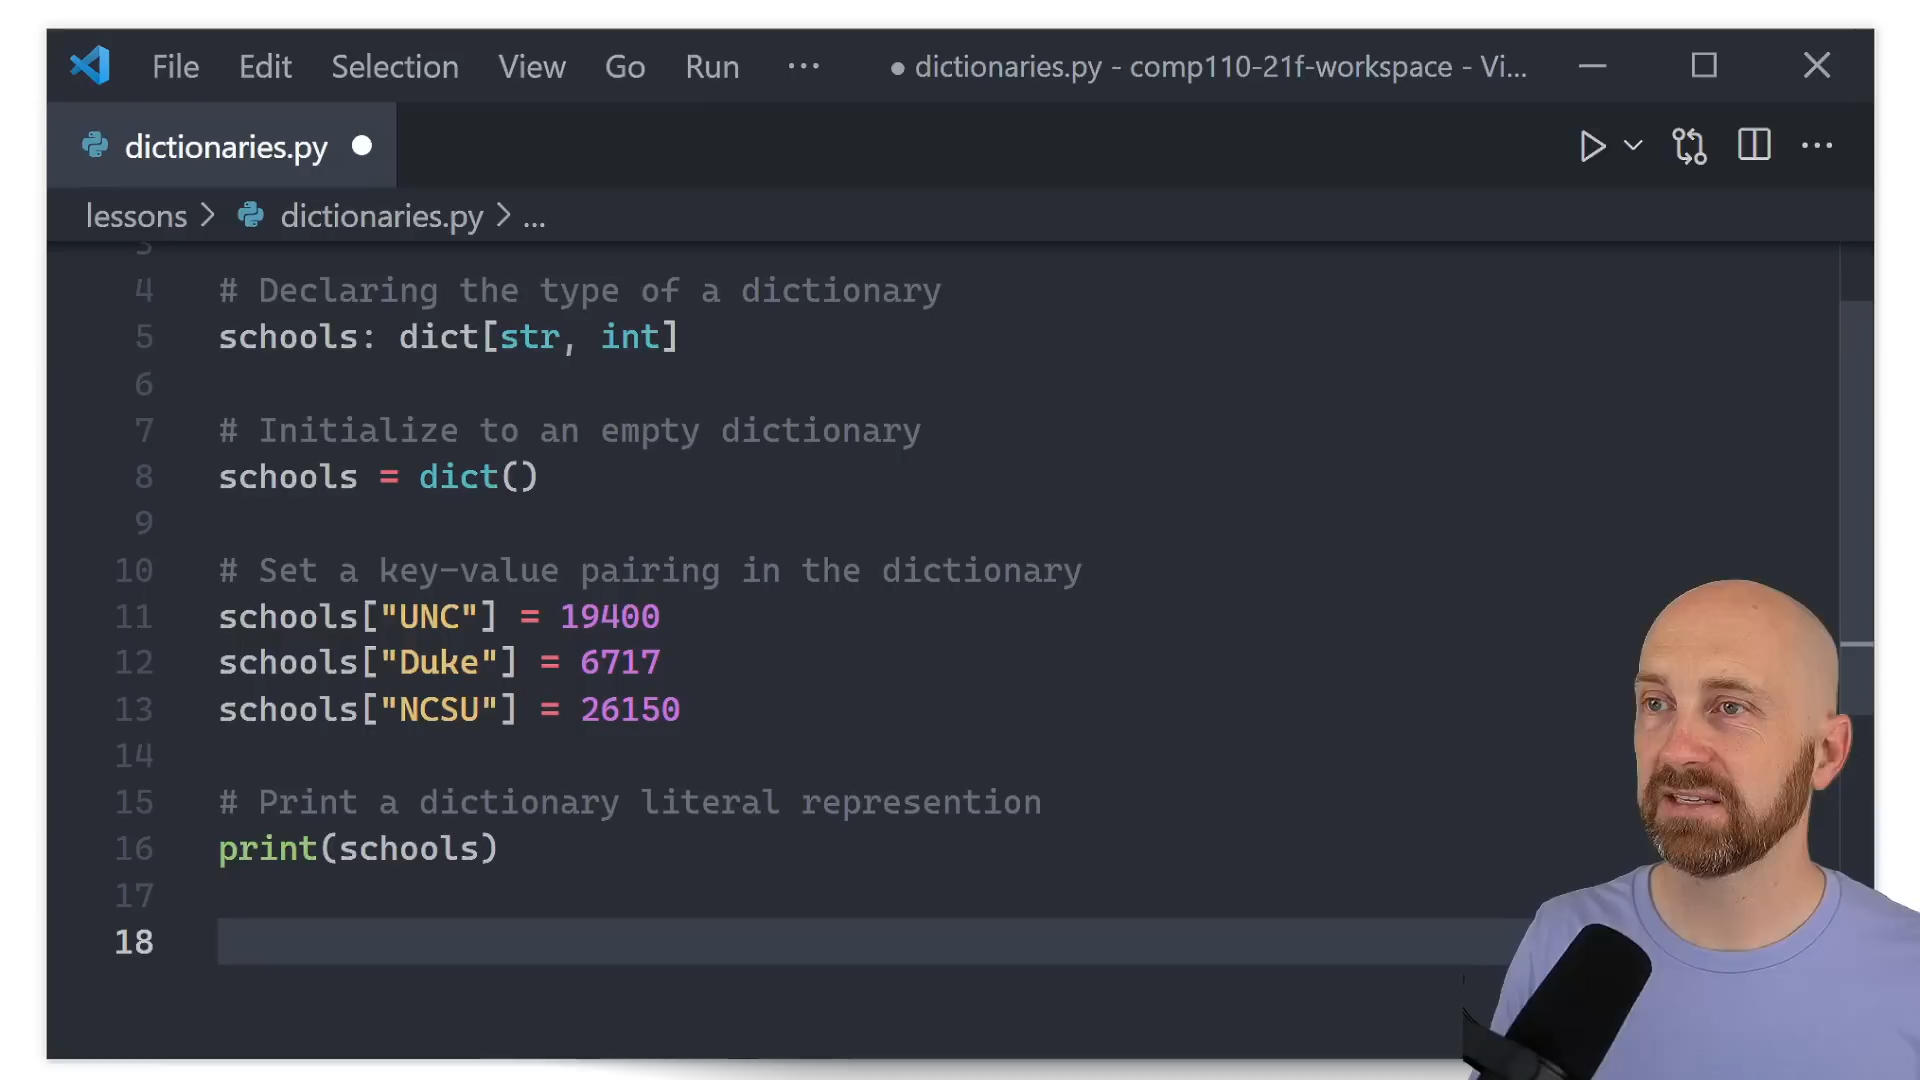 File Edit Selection View Go Run ··· ● dictionaries.py - comp110-21f-workspace - Vi...
dictionaries.py
lessons > dictionaries.py > ...
3
4 # Declaring the type of a dictionary
5 schools: dict[str, int]
6
7 # Initialize to an empty dictionary
8 schools = dict()
9
10 # Set a key-value pairing in the dictionary
11 schools["UNC"] = 19400
12 schools["Duke"] = 6717
13 schools["NCSU"] = 26150
14
15 # Print a dictionary literal represention
16 print(schools)
17
18